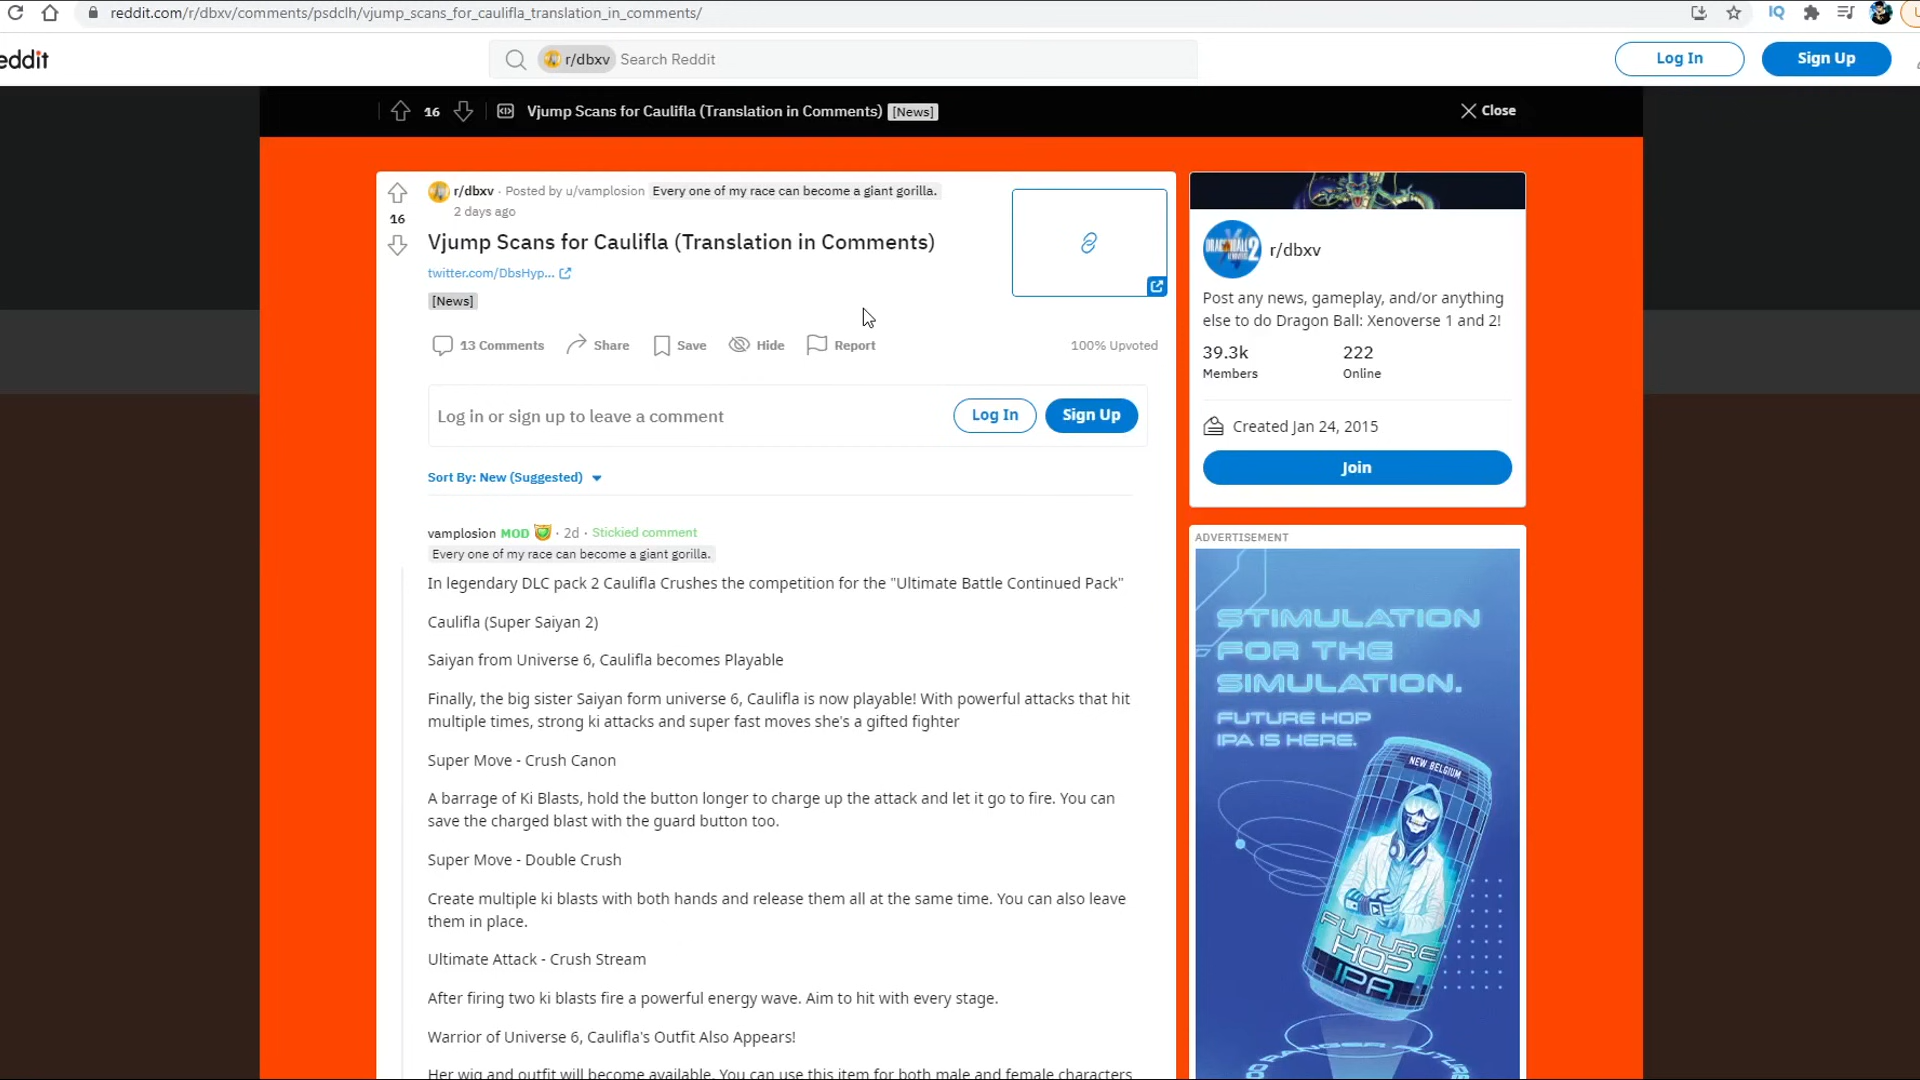 reddit.com/r/dbxv/comments/psdclh/vjump_scans_for_caulifla_translation_in_comments/
IQ
eddit
r/dbxv Search Reddit
Log In
Sign Up
16 Vjump Scans for Caulifla (Translation in Comments) [News]
Close
r/dbxv · Posted by u/vamplosion Every one of my race can become a giant gorilla.
2 days ago
16
Vjump Scans for Caulifla (Translation in Comments)
twitter.com/DbsHyp...
[News]
13 Comments Share Save Hide Report
100% Upvoted
Log in or sign up to leave a comment
Log In
Sign Up
Sort By: New (Suggested)
vamplosion MOD · 2d · Stickied comment
Every one of my race can become a giant gorilla.
In legendary DLC pack 2 Caulifla Crushes the competition for the "Ultimate Battle Continued Pack"
Caulifla (Super Saiyan 2)
Saiyan from Universe 6, Caulifla becomes Playable
Finally, the big sister Saiyan form universe 6, Caulifla is now playable! With powerful attacks that hit
multiple times, strong ki attacks and super fast moves she's a gifted fighter
Super Move - Crush Canon
A barrage of Ki Blasts, hold the button longer to charge up the attack and let it go to fire. You can
save the charged blast with the guard button too.
Super Move - Double Crush
Create multiple ki blasts with both hands and release them all at the same time. You can also leave
them in place.
Ultimate Attack - Crush Stream
After firing two ki blasts fire a powerful energy wave. Aim to hit with every stage.
Warrior of Universe 6, Caulifla's Outfit Also Appears!
Her wig and outfit will become available. You can use this item for both male and female characters
DRAGONBALL
2
r/dbxv
Post any news, gameplay, and/or anything
else to do Dragon Ball: Xenoverse 1 and 2!
39.3k
Members
222
Online
Created Jan 24, 2015
Join
ADVERTISEMENT
STIMULATION
FOR THE
SIMULATION.
FUTURE HOP
IPA IS HERE.
NEW BELGIUM
FUTURE
HOP
IPA